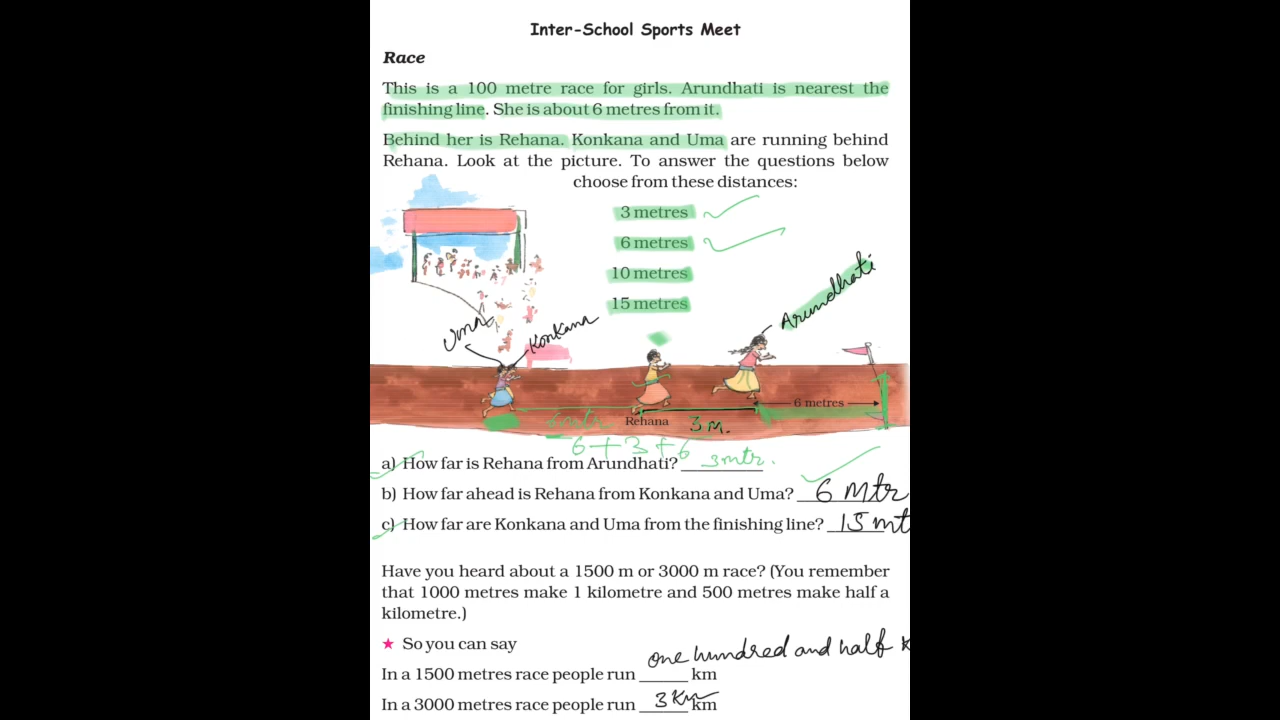 Inter-School Sports Meet
Race
This is a 100 metre race for girls. Arundhati is nearest the
finishing line. She is about 6 metres from it.
Behind her is Rehana. Konkana and Uma are running behind
Rehana. Look at the picture. To answer the questions below
choose from these distances:
3 metres
6 metres
10 metres
15 metres
Arundhati
Uma
Konkana
6 metres
6mtr
Rehana
3 M.
6+3+6
a) How far is Rehana from Arundhati? 3mtr.
b) How far ahead is Rehana from Konkana and Uma? 6 Mtr
c) How far are Konkana and Uma from the finishing line? 15 mt
Have you heard about a 1500 m or 3000 m race? (You remember
that 1000 metres make 1 kilometre and 500 metres make half a
kilometre.)
★ So you can say
one hundred and half k
In a 1500 metres race people run _____ km
In a 3000 metres race people run 3 Km km